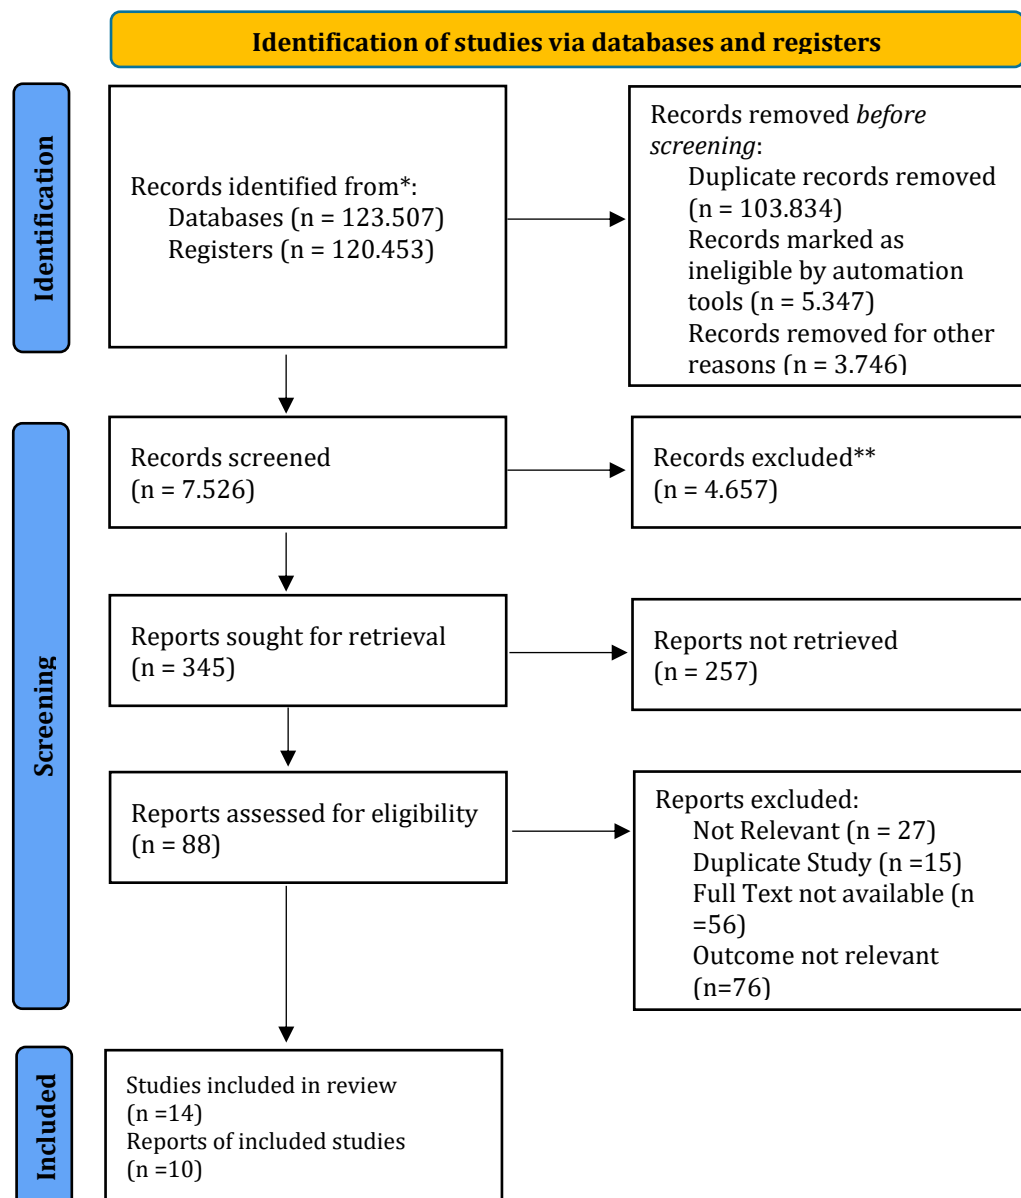 Identification of studies via databases and registers
Identification
Records identified from*:
Databases (n = 123.507)
Registers (n = 120.453)
Records removed before
screening:
Duplicate records removed
(n = 103.834)
Records marked as
ineligible by automation
tools (n = 5.347)
Records removed for other
reasons (n = 3.746)
Screening
Records screened
(n = 7.526)
Records excluded**
(n = 4.657)
Reports sought for retrieval
(n = 345)
Reports not retrieved
(n = 257)
Reports assessed for eligibility
(n = 88)
Reports excluded:
Not Relevant (n = 27)
Duplicate Study (n =15)
Full Text not available (n
=56)
Outcome not relevant
(n=76)
Included
Studies included in review
(n =14)
Reports of included studies
(n =10)